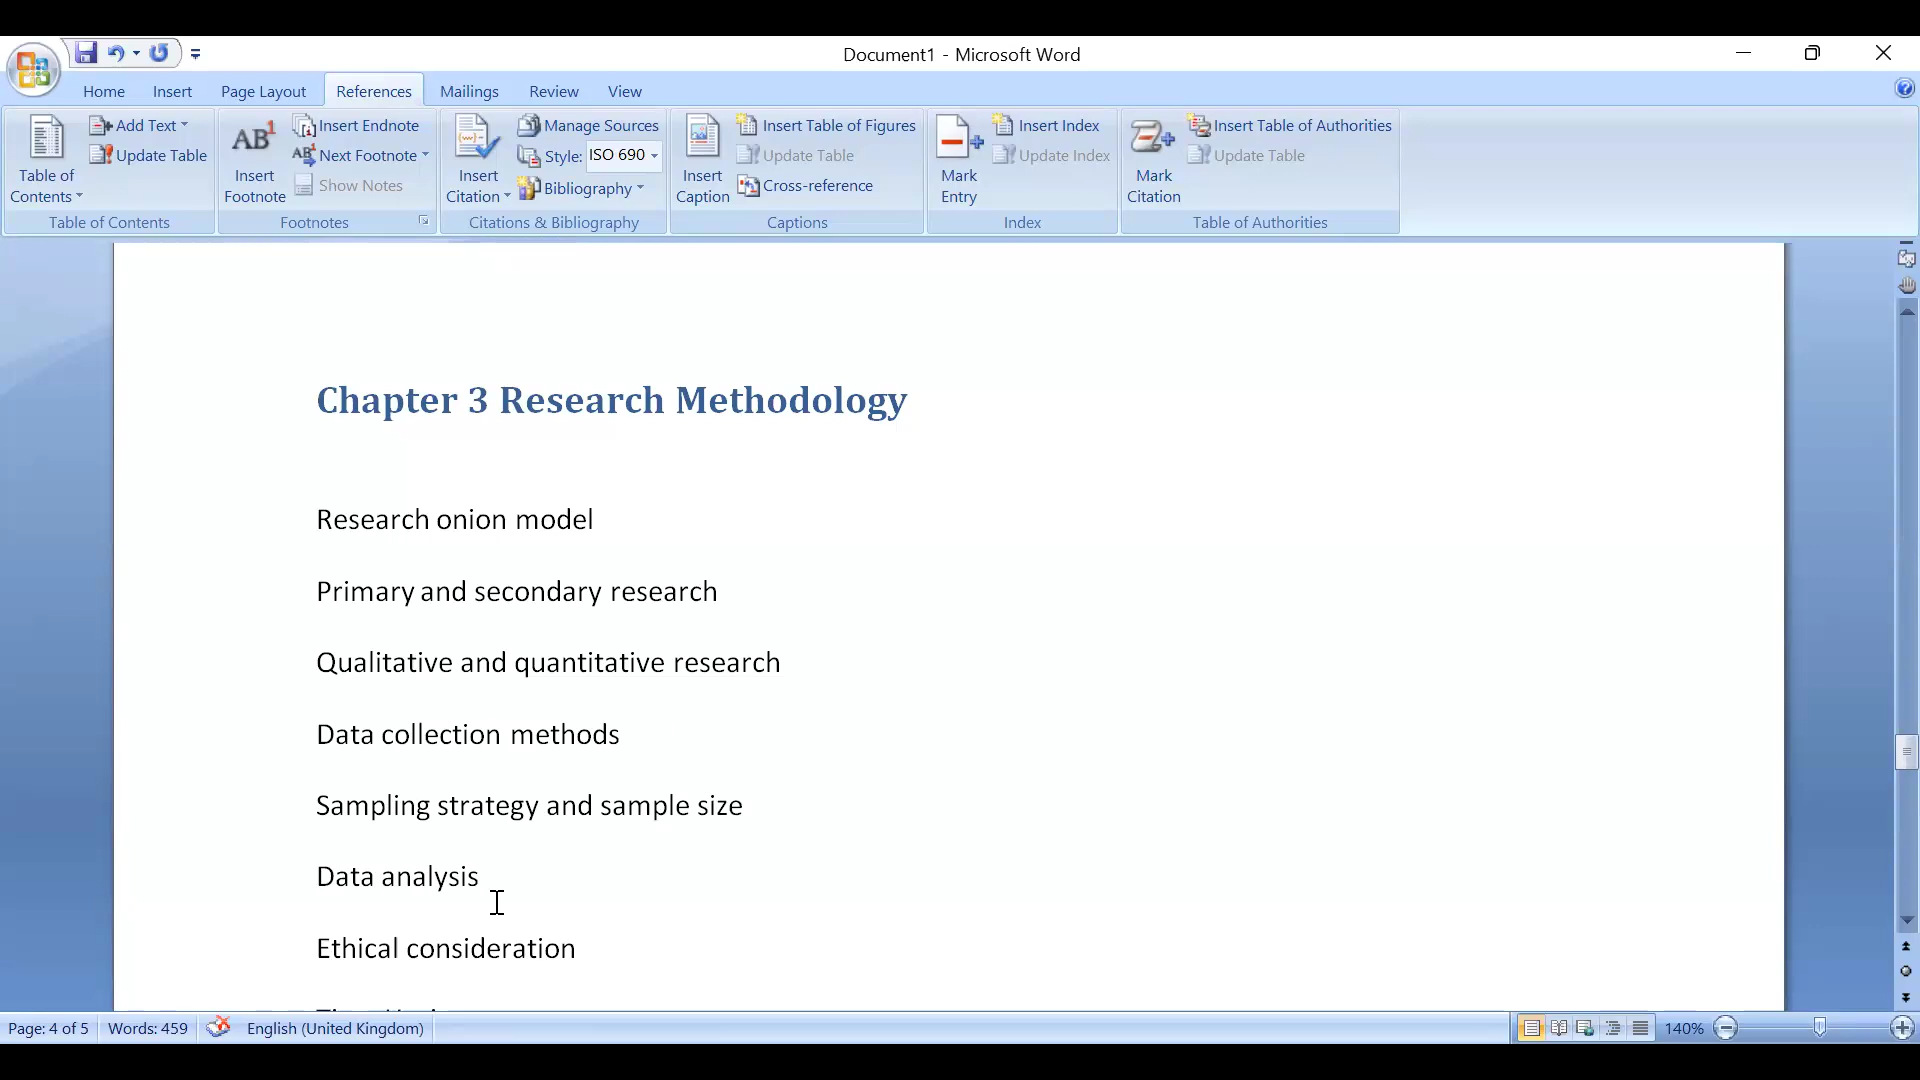 Document1 - Microsoft Word
Home Insert Page Layout References Mailings Review View
Table of Contents
Add Text
Update Table
Table of Contents
AB1
Insert Footnote
Insert Endnote
AB1 Next Footnote
Show Notes
Footnotes
Insert Citation
Manage Sources
Style: ISO 690
Bibliography
Citations & Bibliography
Insert Caption
Insert Table of Figures
Update Table
Cross-reference
Captions
Mark Entry
Insert Index
Update Index
Index
Mark Citation
Insert Table of Authorities
Update Table
Table of Authorities
Chapter 3 Research Methodology
Research onion model
Primary and secondary research
Qualitative and quantitative research
Data collection methods
Sampling strategy and sample size
Data analysis
Ethical consideration
Page: 4 of 5 Words: 459 English (United Kingdom) 140%